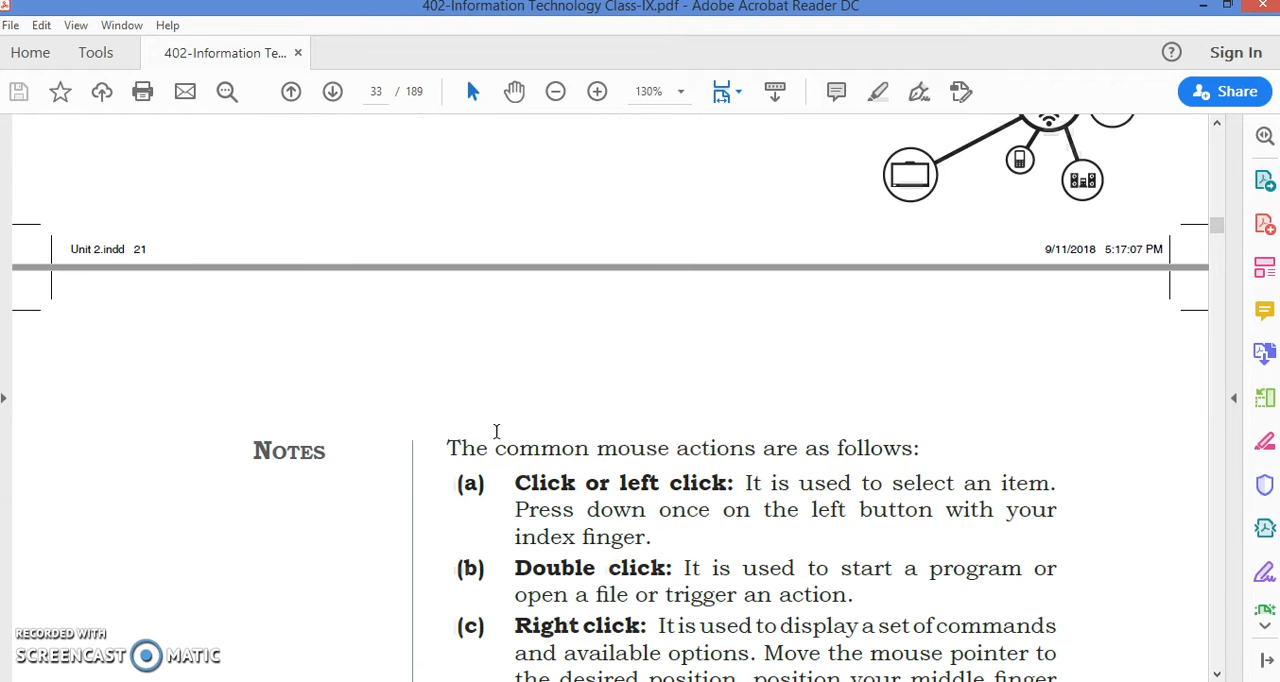 402-Information Technology Class-IX.pdf - Adobe Acrobat Reader DC
File Edit View Window Help
Home Tools 402-Information Te... × Sign In
33 / 189 130% Share
Unit 2.indd 21 9/11/2018 5:17:07 PM
NOTES
The common mouse actions are as follows:
(a) Click or left click: It is used to select an item.
Press down once on the left button with your
index finger.
(b) Double click: It is used to start a program or
open a file or trigger an action.
(c) Right click: It is used to display a set of commands
and available options. Move the mouse pointer to
the desired position, position your middle finger
RECORDED WITH
SCREENCAST MATIC